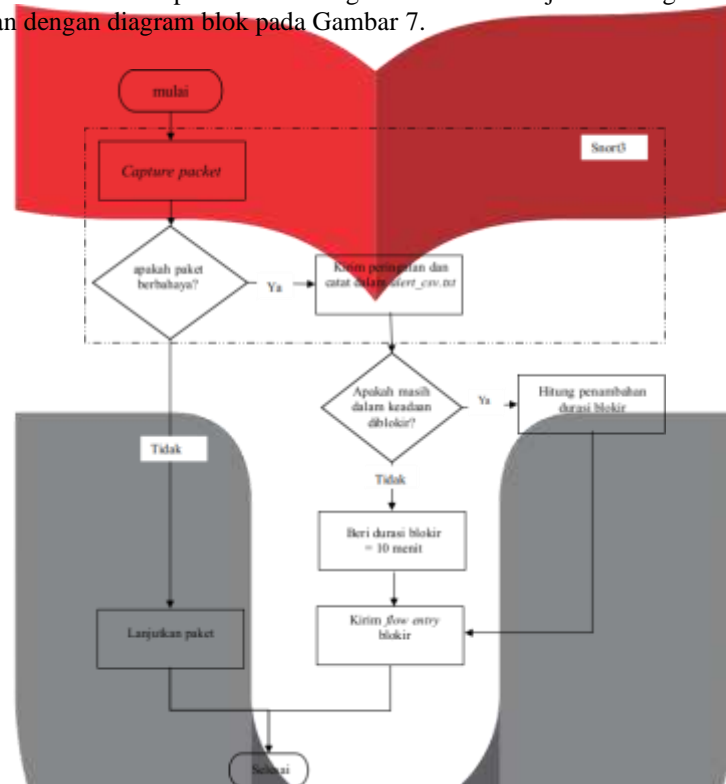 an dengan diagram blok pada Gambar 7.
mulai
Snort3
Capture packet
apakah paket
berbahaya?
Ya
Kirim peringatan dan
catat dalam alert_csv.txt
Apakah masih
dalam keadaan
diblokir?
Ya
Hitung penambahan
durasi blokir
Tidak
Tidak
Beri durasi blokir
= 10 menit
Lanjutkan paket
Kirim flow entry
blokir
Selesai